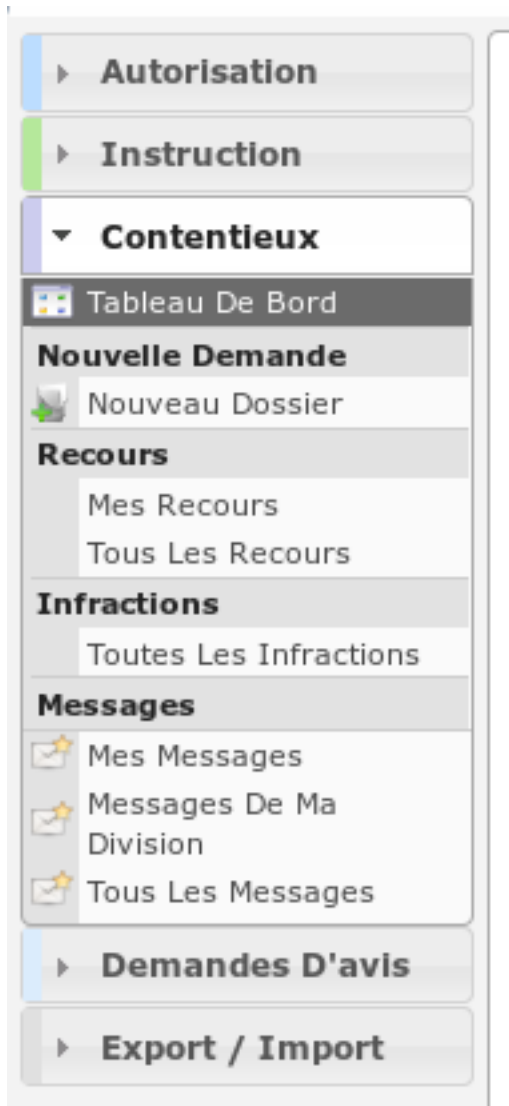 Autorisation
Instruction
Contentieux
Tableau De Bord
Nouvelle Demande
Nouveau Dossier
Recours
Mes Recours
Tous Les Recours
Infractions
Toutes Les Infractions
Messages
Mes Messages
Messages De Ma
Division
Tous Les Messages
Demandes D'avis
Export / Import